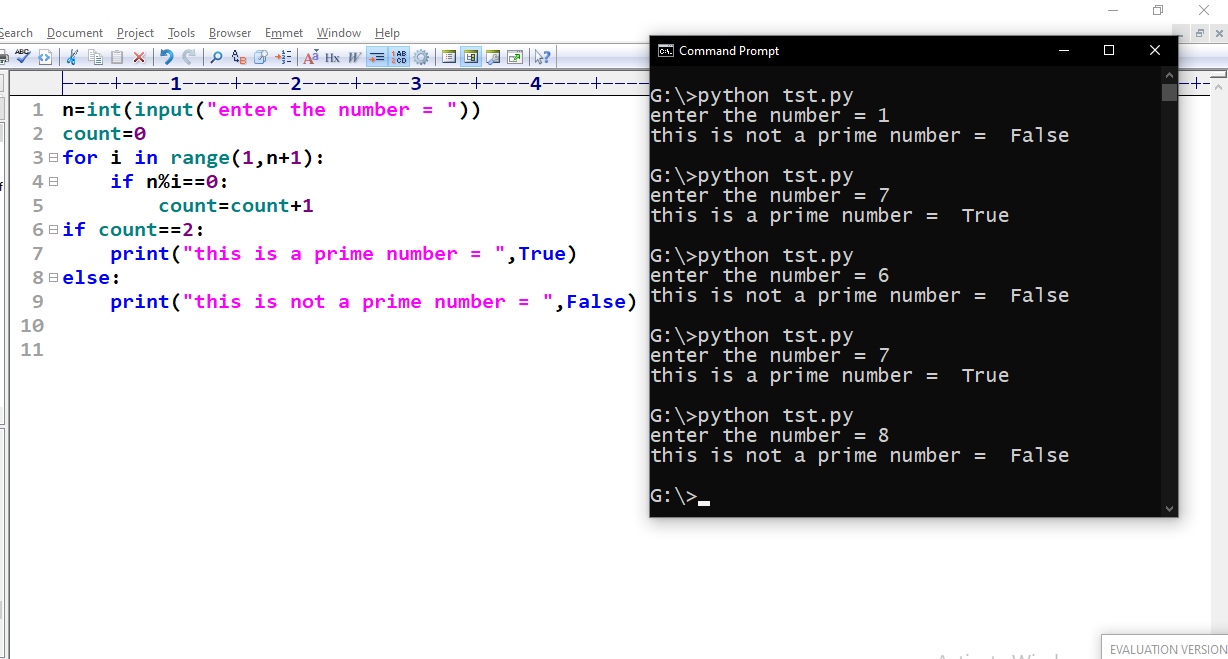 Search Document Project Tools Browser Emmet Window Help
ABC
Hx W
----+----1----+----2----+----3----+----4----+----
1 n=int(input("enter the number = "))
2 count=0
3 for i in range(1,n+1):
4 if n%i==0:
5 count=count+1
6 if count==2:
7 print("this is a prime number = ",True)
8 else:
9 print("this is not a prime number = ",False)
10
11
Command Prompt
G:\>python tst.py
enter the number = 1
this is not a prime number =  False
G:\>python tst.py
enter the number = 7
this is a prime number =  True
G:\>python tst.py
enter the number = 6
this is not a prime number =  False
G:\>python tst.py
enter the number = 7
this is a prime number =  True
G:\>python tst.py
enter the number = 8
this is not a prime number =  False
G:\>
EVALUATION VERSION